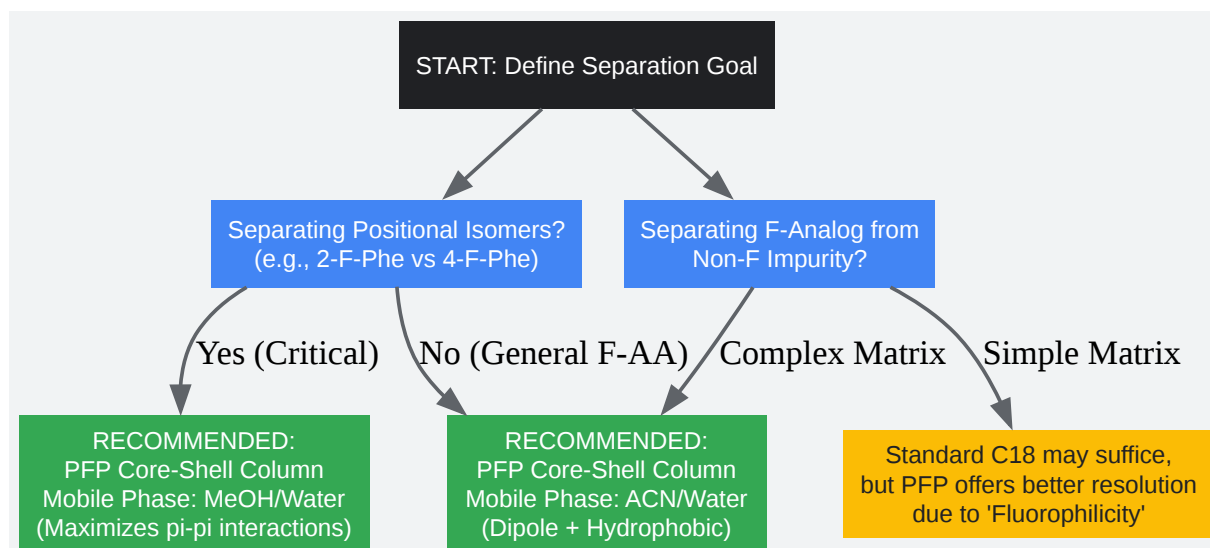 START: Define Separation Goal
Separating Positional Isomers?
(e.g., 2-F-Phe vs 4-F-Phe)
Separating F-Analog from
Non-F Impurity?
Yes (Critical)
No (General F-AA)
Complex Matrix
Simple Matrix
RECOMMENDED:
PFP Core-Shell Column
Mobile Phase: MeOH/Water
(Maximizes pi-pi interactions)
RECOMMENDED:
PFP Core-Shell Column
Mobile Phase: ACN/Water
(Dipole + Hydrophobic)
Standard C18 may suffice,
but PFP offers better resolution
due to 'Fluorophilicity'